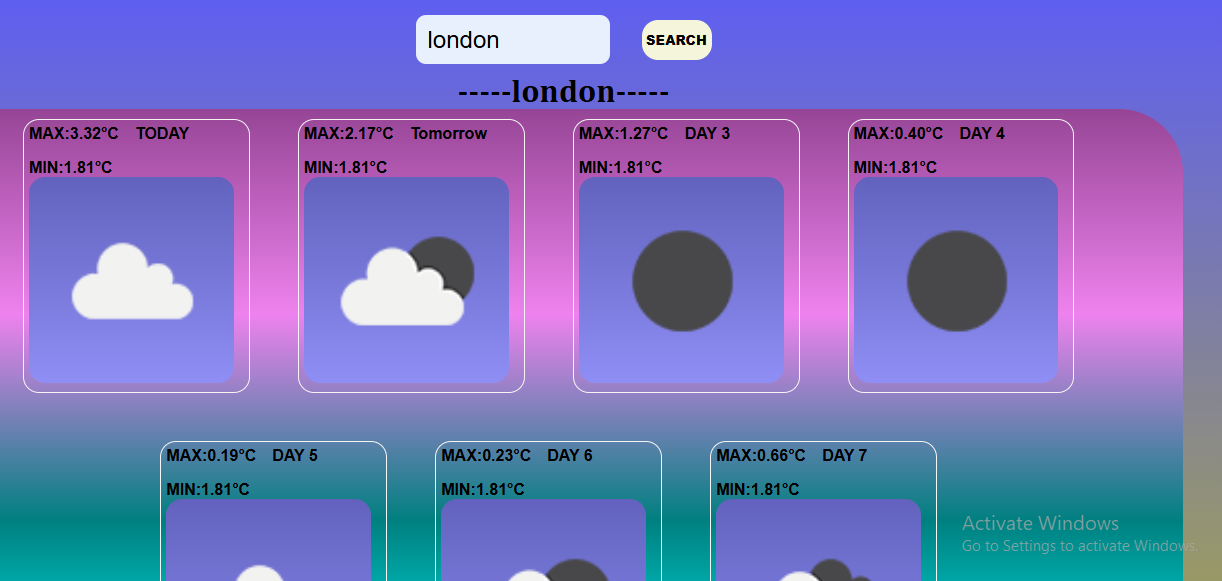 london
SEARCH
-----london-----
MAX:3.32°C TODAY
MIN:1.81°C
MAX:2.17°C Tomorrow
MIN:1.81°C
MAX:1.27°C DAY 3
MIN:1.81°C
MAX:0.40°C DAY 4
MIN:1.81°C
MAX:0.19°C DAY 5
MIN:1.81°C
MAX:0.23°C DAY 6
MIN:1.81°C
MAX:0.66°C DAY 7
MIN:1.81°C
Activate Windows
Go to Settings to activate Windows.